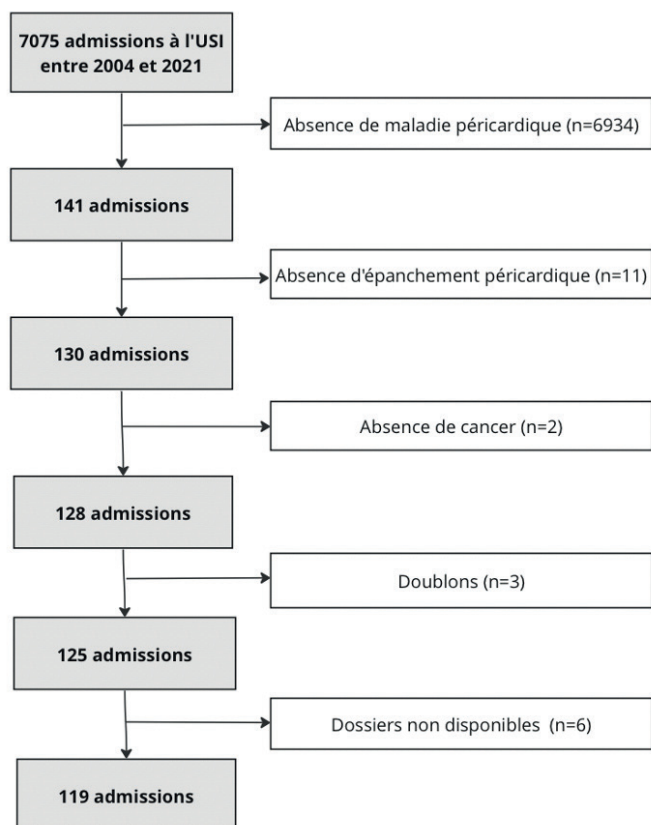 7075 admissions à l'USI
entre 2004 et 2021
Absence de maladie péricardique (n=6934)
141 admissions
Absence d'épanchement péricardique (n=11)
130 admissions
Absence de cancer (n=2)
128 admissions
Doublons (n=3)
125 admissions
Dossiers non disponibles (n=6)
119 admissions